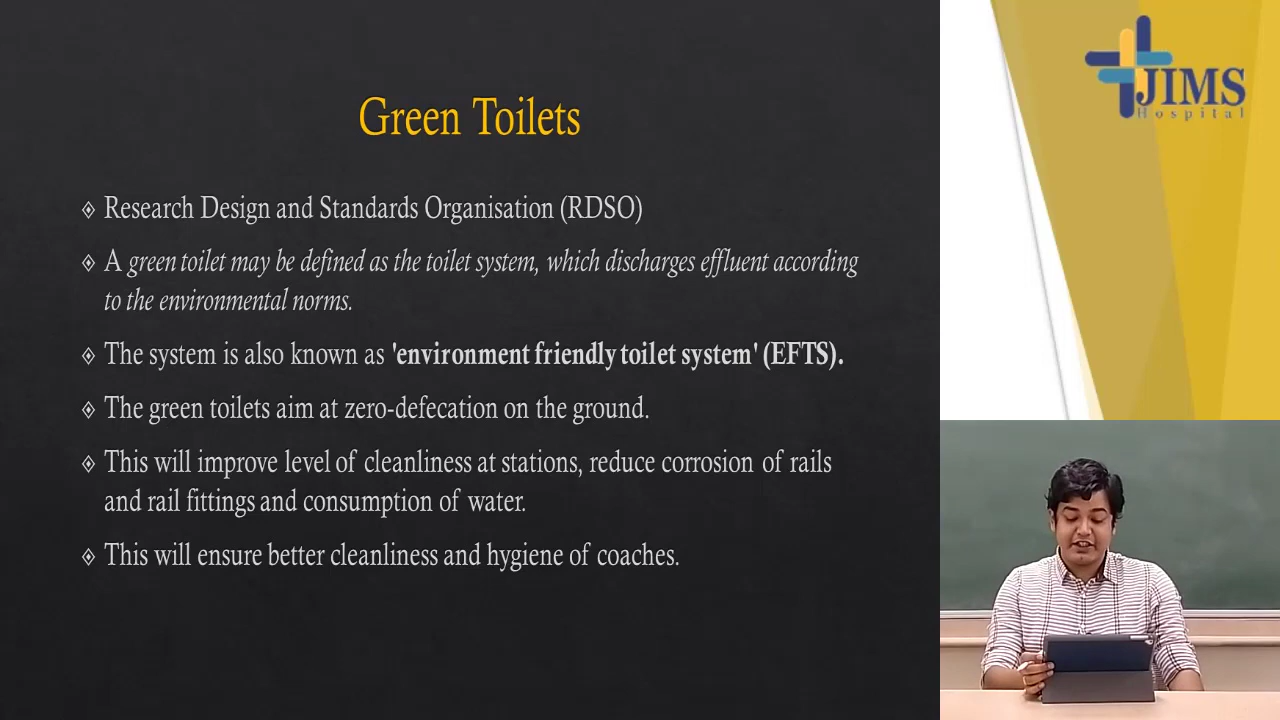 Green Toilets
Research Design and Standards Organisation (RDSO)
A green toilet may be defined as the toilet system, which discharges effluent according
to the environmental norms.
The system is also known as 'environment friendly toilet system' (EFTS).
The green toilets aim at zero-defecation on the ground.
This will improve level of cleanliness at stations, reduce corrosion of rails
and rail fittings and consumption of water.
This will ensure better cleanliness and hygiene of coaches.
JIMS
Hospital